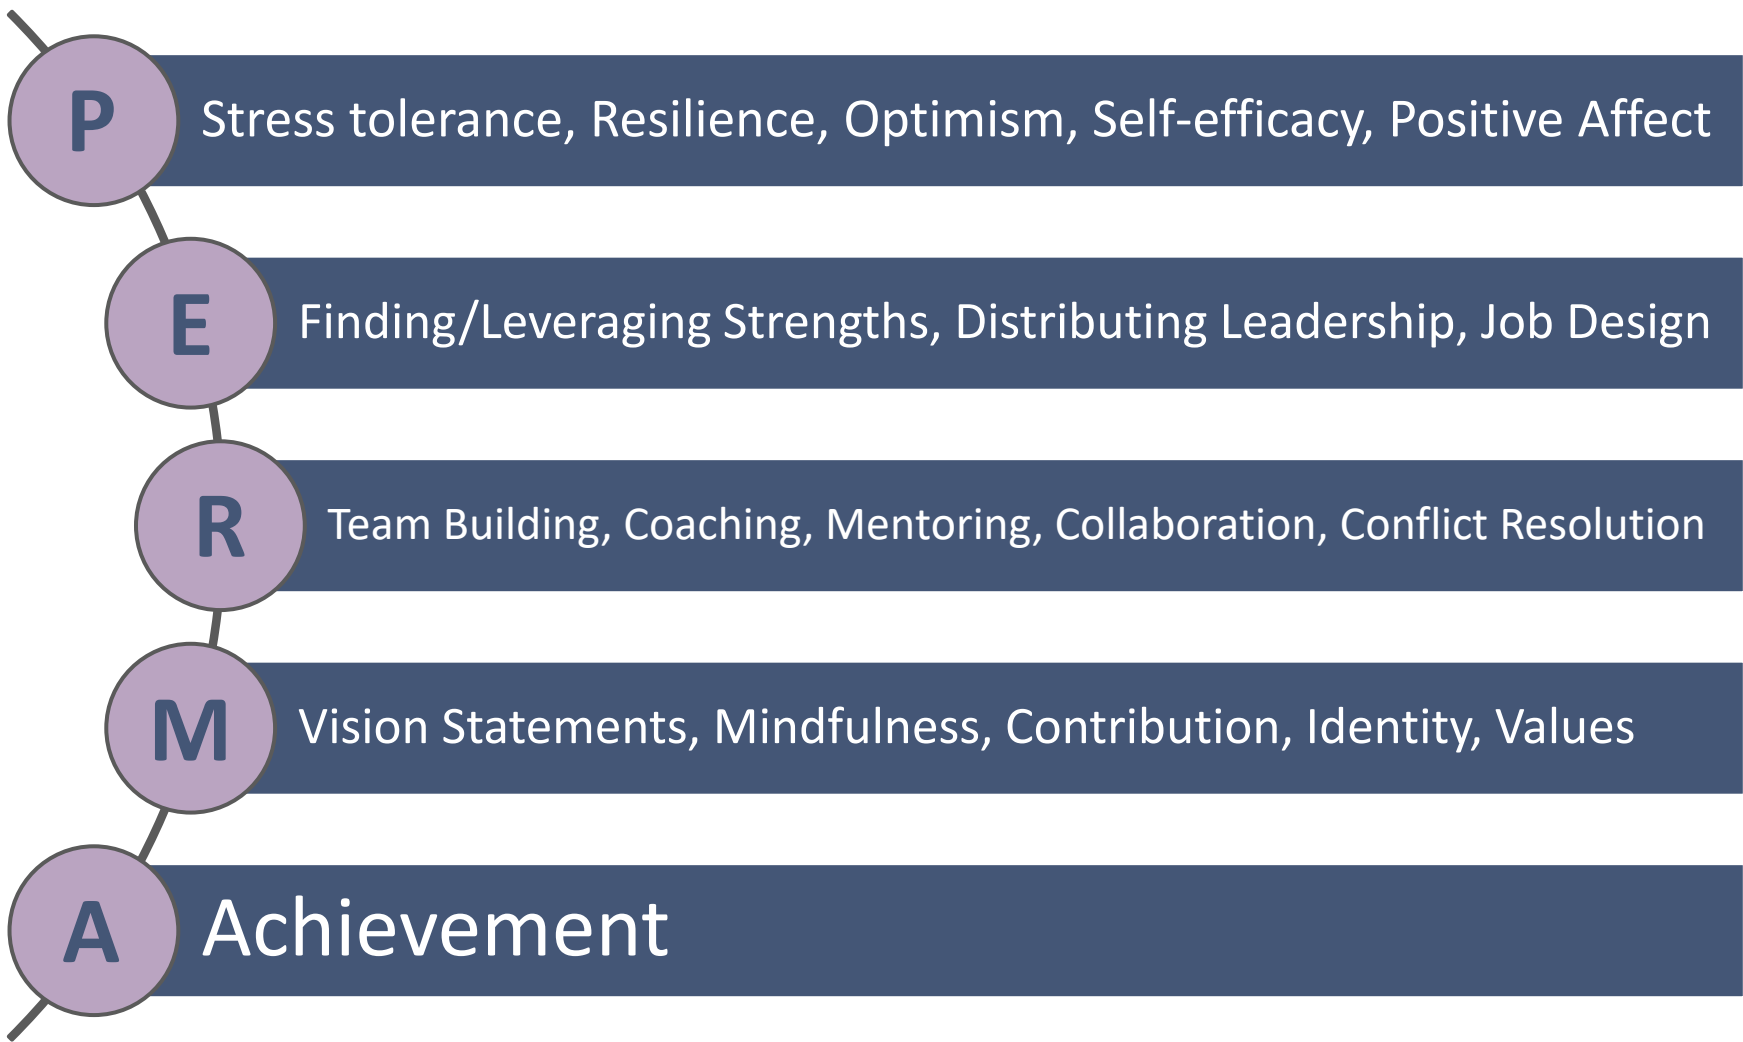 P
Stress tolerance, Resilience, Optimism, Self-efficacy, Positive Affect
E
Finding/Leveraging Strengths, Distributing Leadership, Job Design
R
Team Building, Coaching, Mentoring, Collaboration, Conflict Resolution
M
Vision Statements, Mindfulness, Contribution, Identity, Values
A
Achievement